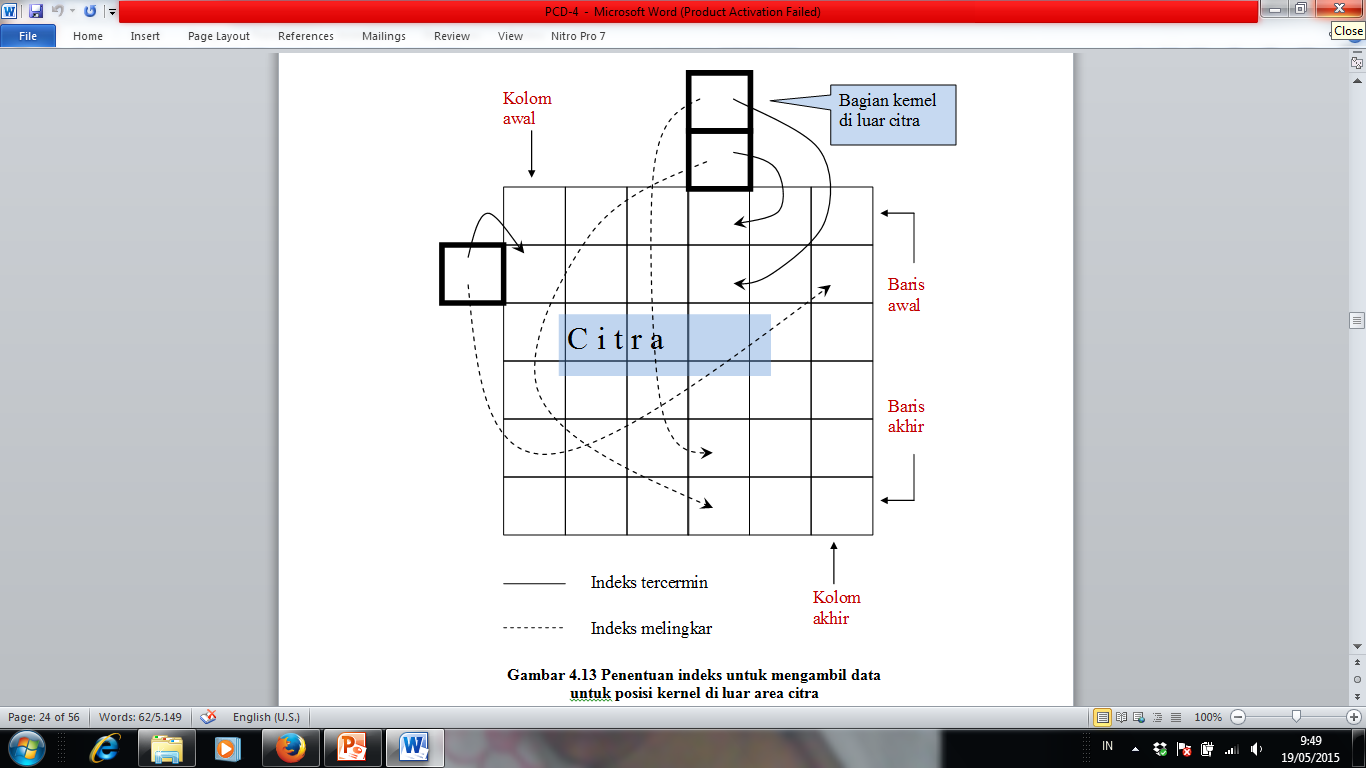 PCD-4 - Microsoft Word (Product Activation Failed)
Close
File Home Insert Page Layout References Mailings Review View Nitro Pro 7
Kolom
awal
Bagian kernel
di luar citra
Baris
awal
C i t r a
Baris
akhir
Indeks tercermin
Kolom
akhir
Indeks melingkar
Gambar 4.13 Penentuan indeks untuk mengambil data
untuk posisi kernel di luar area citra
Page: 24 of 56 Words: 62/5.149 English (U.S.) 100%
IN 9:49
19/05/2015